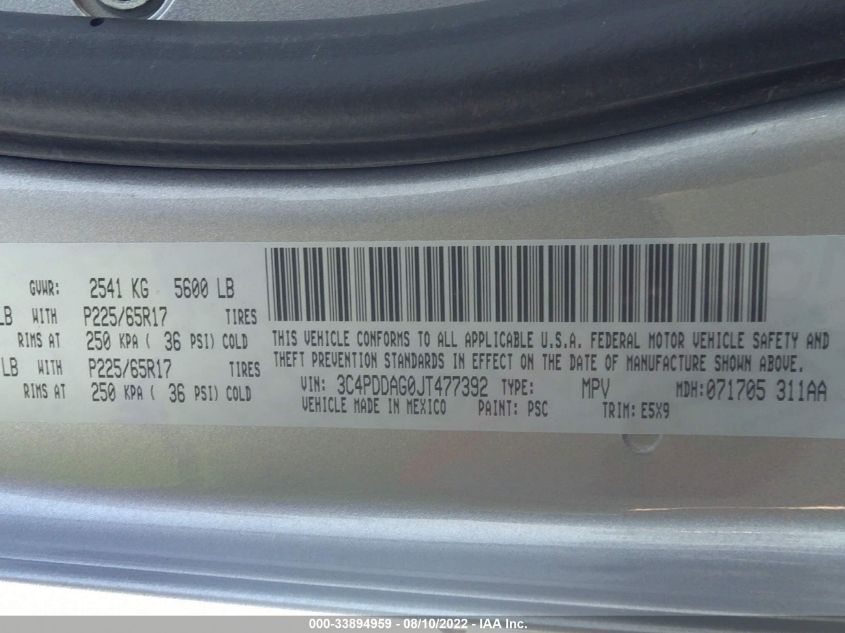 GVWR: 2541 KG 5600 LB
LB WITH P225/65R17 TIRES
RIMS AT 250 KPA ( 36 PSI) COLD
LB WITH P225/65R17 TIRES
RIMS AT 250 KPA ( 36 PSI) COLD
THIS VEHICLE CONFORMS TO ALL APPLICABLE U.S.A. FEDERAL MOTOR VEHICLE SAFETY AND
THEFT PREVENTION STANDARDS IN EFFECT ON THE DATE OF MANUFACTURE SHOWN ABOVE.
VIN: 3C4PDDAG0JT477392 TYPE: MPV MDH:071705 311AA
VEHICLE MADE IN MEXICO PAINT: PSC TRIM: E5X9
000-33894959 - 08/10/2022 - IAA Inc.